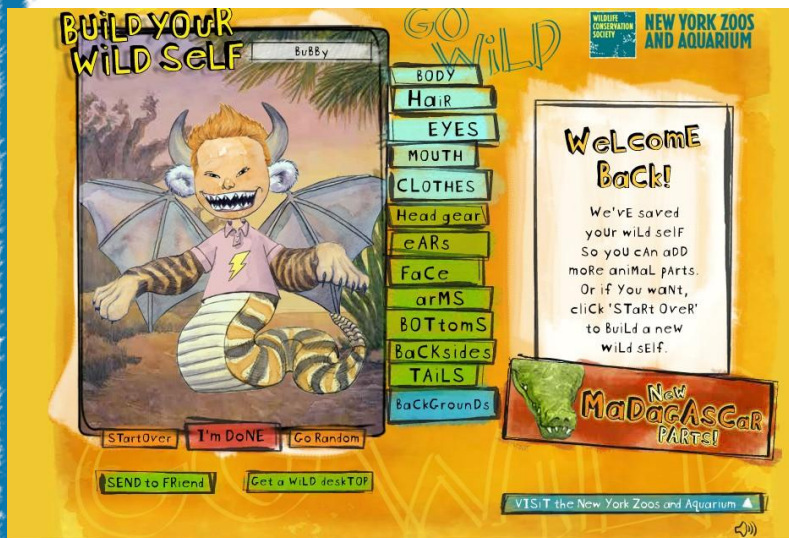 BUiLD YOUR
WiLD SELF
BuBBy
GO
WiLD
WILDLIFE
CONSERVATION
SOCIETY
NEW YORK ZOOS
AND AQUARIUM
BODY
HaiR
EYES
MOUTH
CLOTHES
Head gear
eARs
FaCe
arMS
BOTtomS
BaCKsides
TAiLS
BaCKGrounDs
WeLcomE
BaCk!
We'vE saved
yOUr wiLd selF
So yoU cAn aDD
moRe aniMaL pArts.
Or if You waNt,
cliCk 'STaRt OveR'
to BuiLd a neW
WiLd sElf.
NeW
MaDaGASCaR
PARTS!
STartOver
I'm DoNE
Go Random
SEND to FRiend
Get a WiLD deskTOP
GO WILD
VISiT the New York Zoos and Aquarium